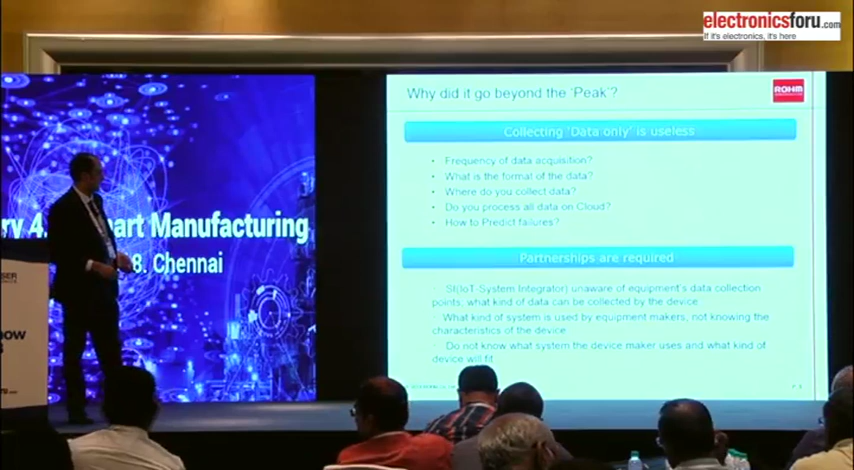 electronicsforu.com
If it's electronics, it's here
Why did it go beyond the 'Peak'?
ROHM
Collecting 'Data only' is useless
• Frequency of data acquisition?
• What is the format of the data?
• Where do you collect data?
• Do you process all data on Cloud?
• How to Predict failures?
Partnerships are required
SI(IoT System Integrator) unaware of equipment's data collection
points, what kind of data can be collected by the device
What kind of system is used by equipment makers, not knowing the
characteristics of the device
Do not know what system the device maker uses and what kind of
device will fit
ry 4.
art Manufacturing
8. Chennai